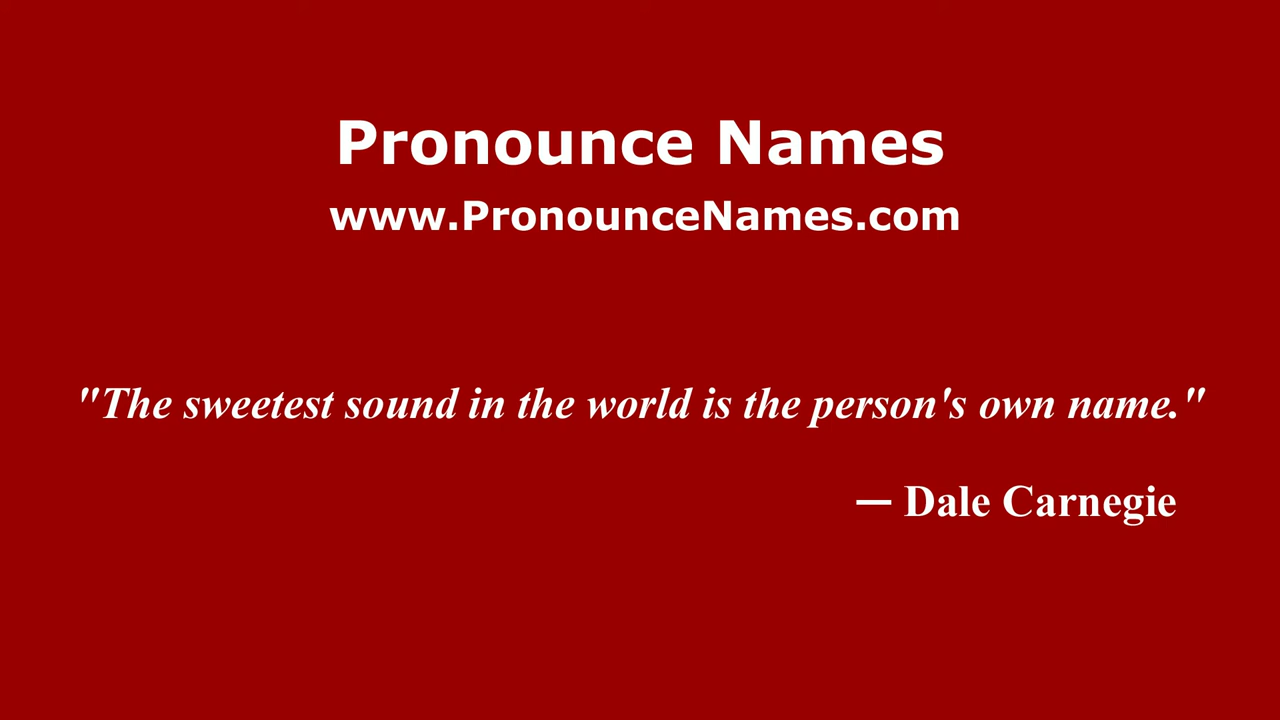 Pronounce Names
www.PronounceNames.com
"The sweetest sound in the world is the person's own name."
— Dale Carnegie